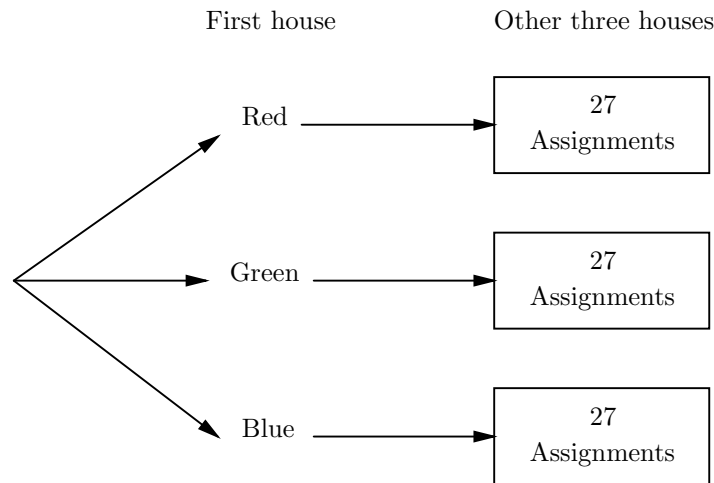 First house
Other three houses
Red
27
Assignments
Green
27
Assignments
Blue
27
Assignments